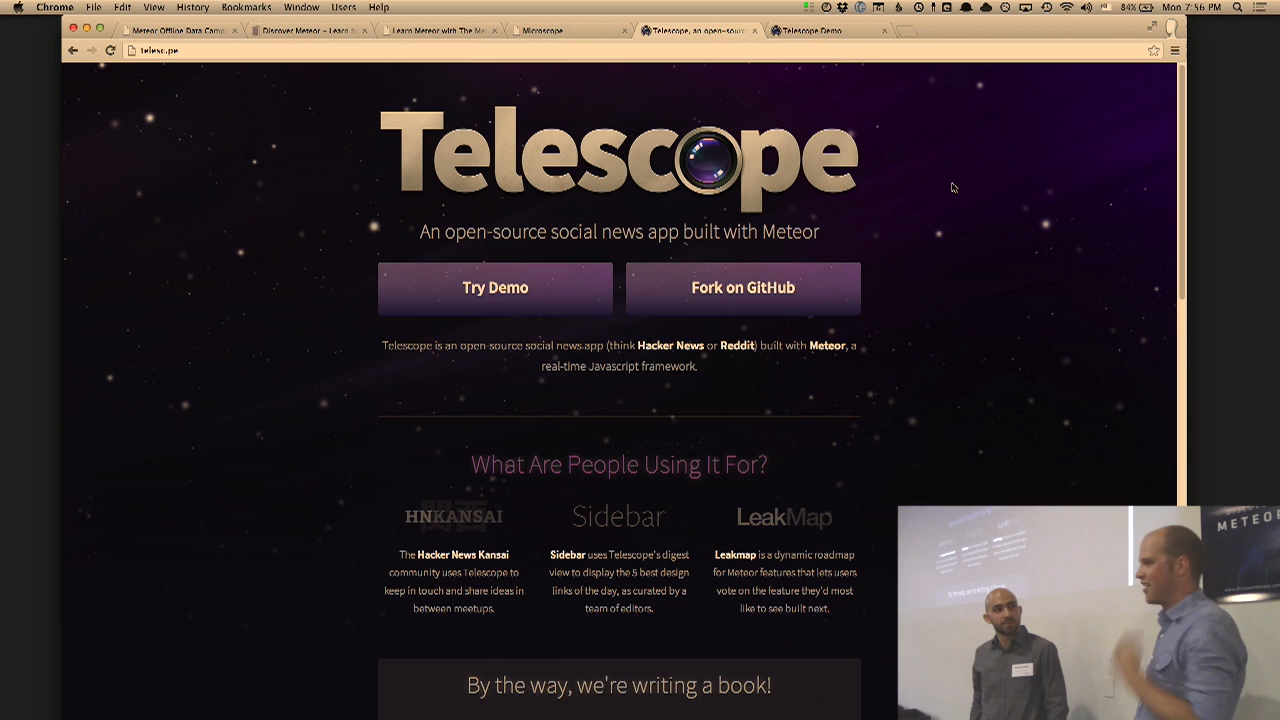 Chrome File Edit View History Bookmarks Window Users Help 84% Mon 7:56 PM
Meteor Offline Data Camp Discover Meteor – Learn Learn Meteor with The Me Microscope Telescope, an open-sourc Telescope Demo
telesc.pe
Telescope
An open-source social news app built with Meteor
Try Demo Fork on GitHub
Telescope is an open-source social news app (think Hacker News or Reddit) built with Meteor, a
real-time Javascript framework.
What Are People Using It For?
HNKANSAI Sidebar LeakMap
The Hacker News Kansai
community uses Telescope to
keep in touch and share ideas in
between meetups.
Sidebar uses Telescope's digest
view to display the 5 best design
links of the day, as curated by a
team of editors.
Leakmap is a dynamic roadmap
for Meteor features that lets users
vote on the feature they'd most
like to see built next.
By the way, we're writing a book!
METEOR